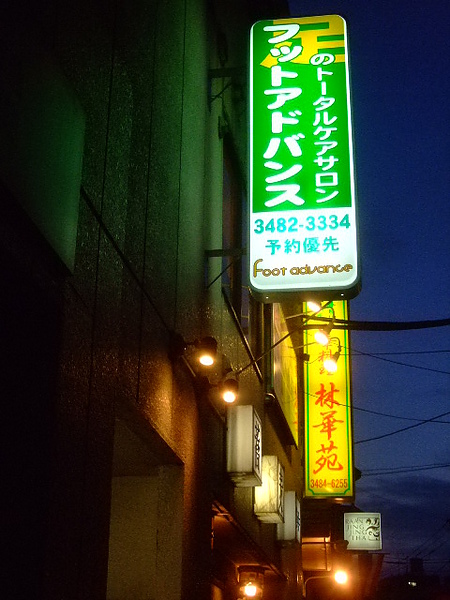 足のトータルケアサロン
フットアドバンス
3482-3334
予約優先
Foot advance
林華苑
3484-6255